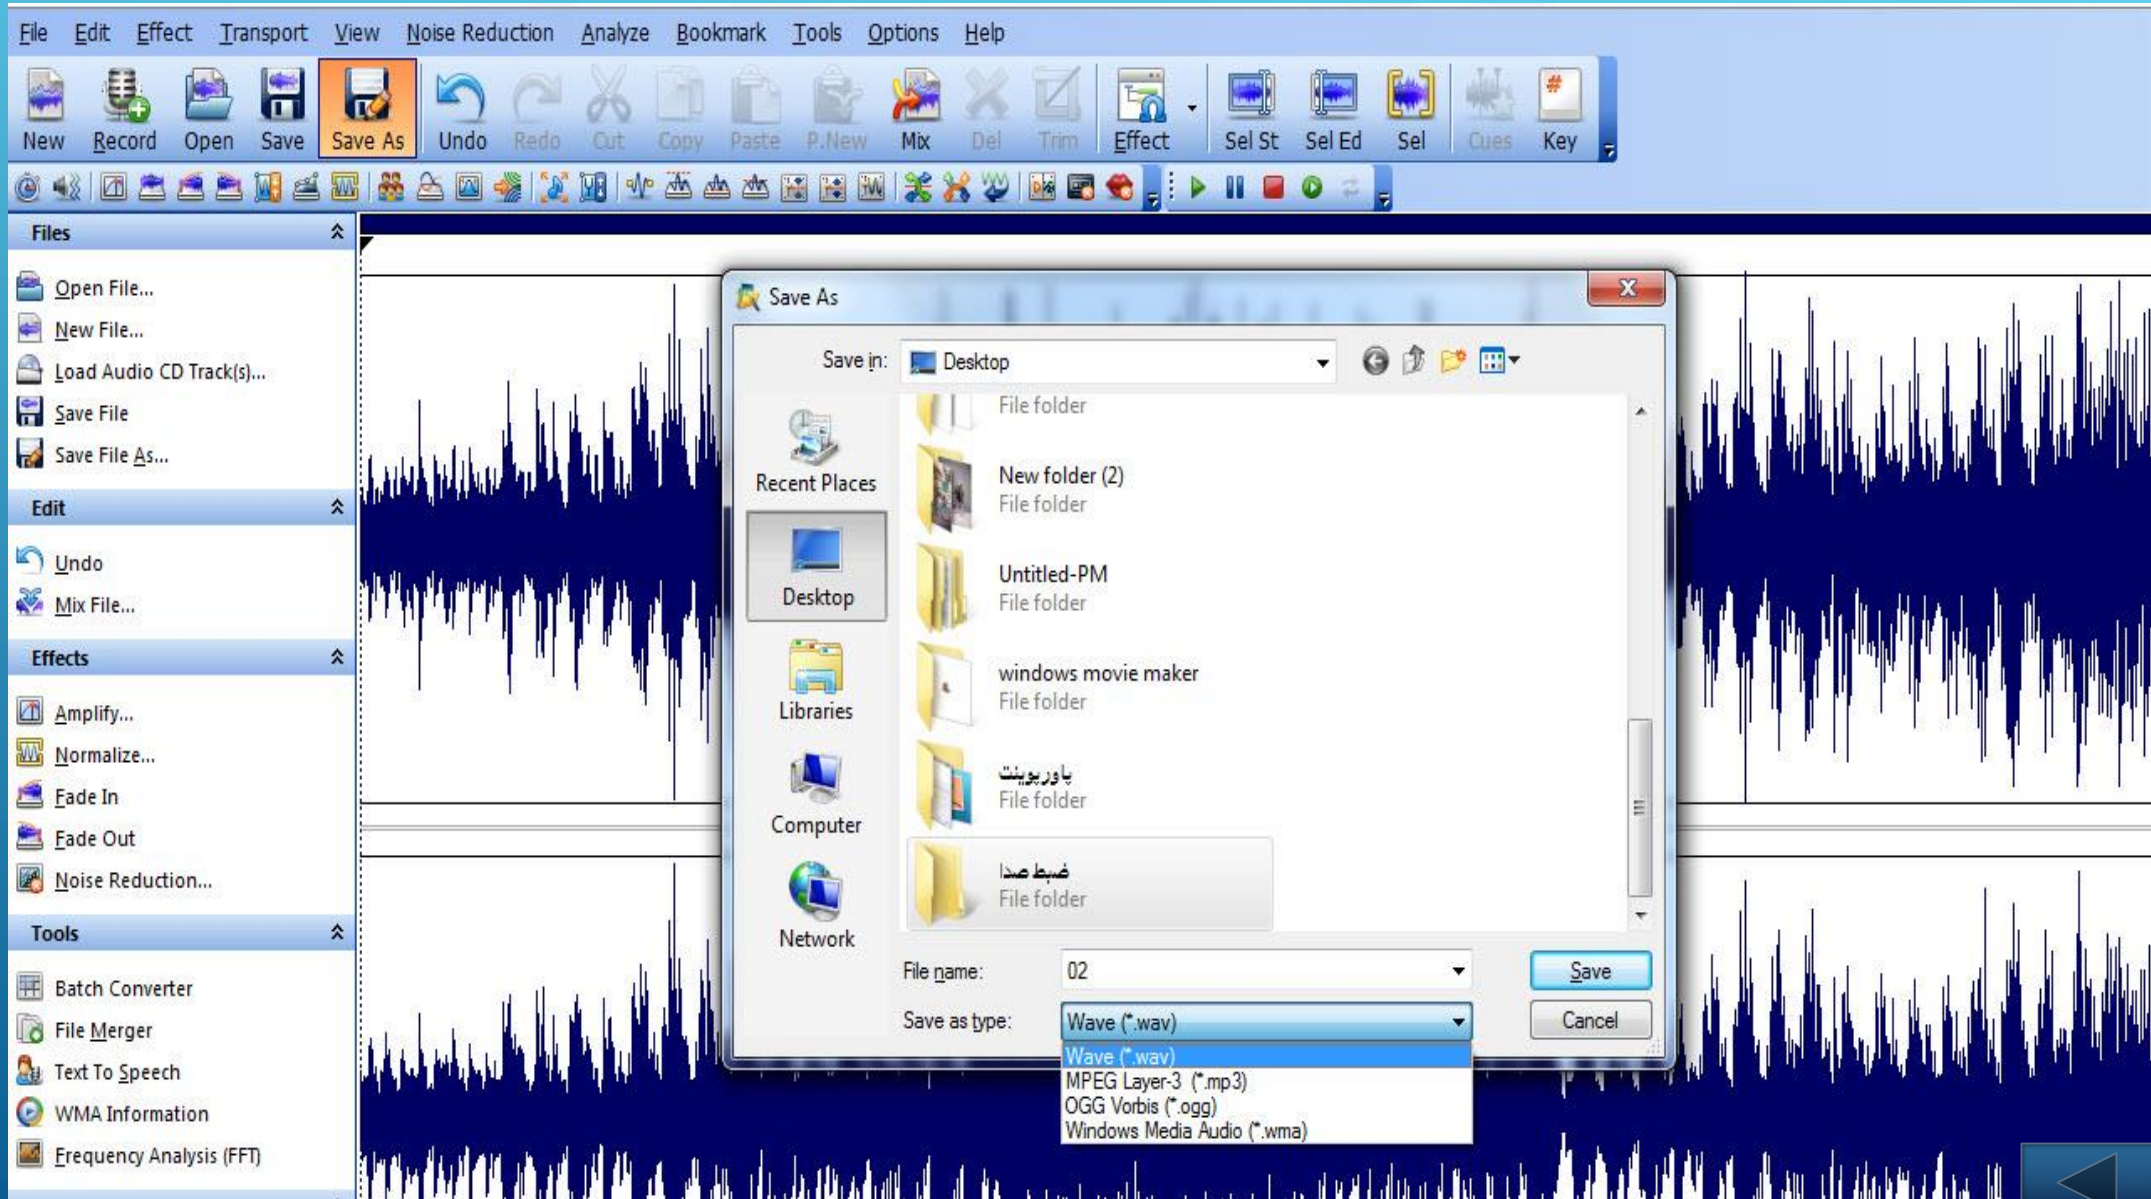 File Edit Effect Transport View Noise Reduction Analyze Bookmark Tools Options Help
New Record Open Save Save As Undo Redo Cut Copy Paste P.New Mix Del Trim Effect Sel St Sel Ed Sel Cues Key
Files
Open File...
New File...
Load Audio CD Track(s)...
Save File
Save File As...
Edit
Undo
Mix File...
Effects
Amplify...
Normalize...
Fade In
Fade Out
Noise Reduction...
Tools
Batch Converter
File Merger
Text To Speech
WMA Information
Frequency Analysis (FFT)
Save As
Save in: Desktop
Recent Places
Desktop
Libraries
Computer
Network
File folder
New folder (2)
File folder
Untitled-PM
File folder
windows movie maker
File folder
پاورپوینت
File folder
ضبط صدا
File folder
File name: 02 Save
Save as type: Wave (*.wav) Cancel
Wave (*.wav)
MPEG Layer-3 (*.mp3)
OGG Vorbis (*.ogg)
Windows Media Audio (*.wma)